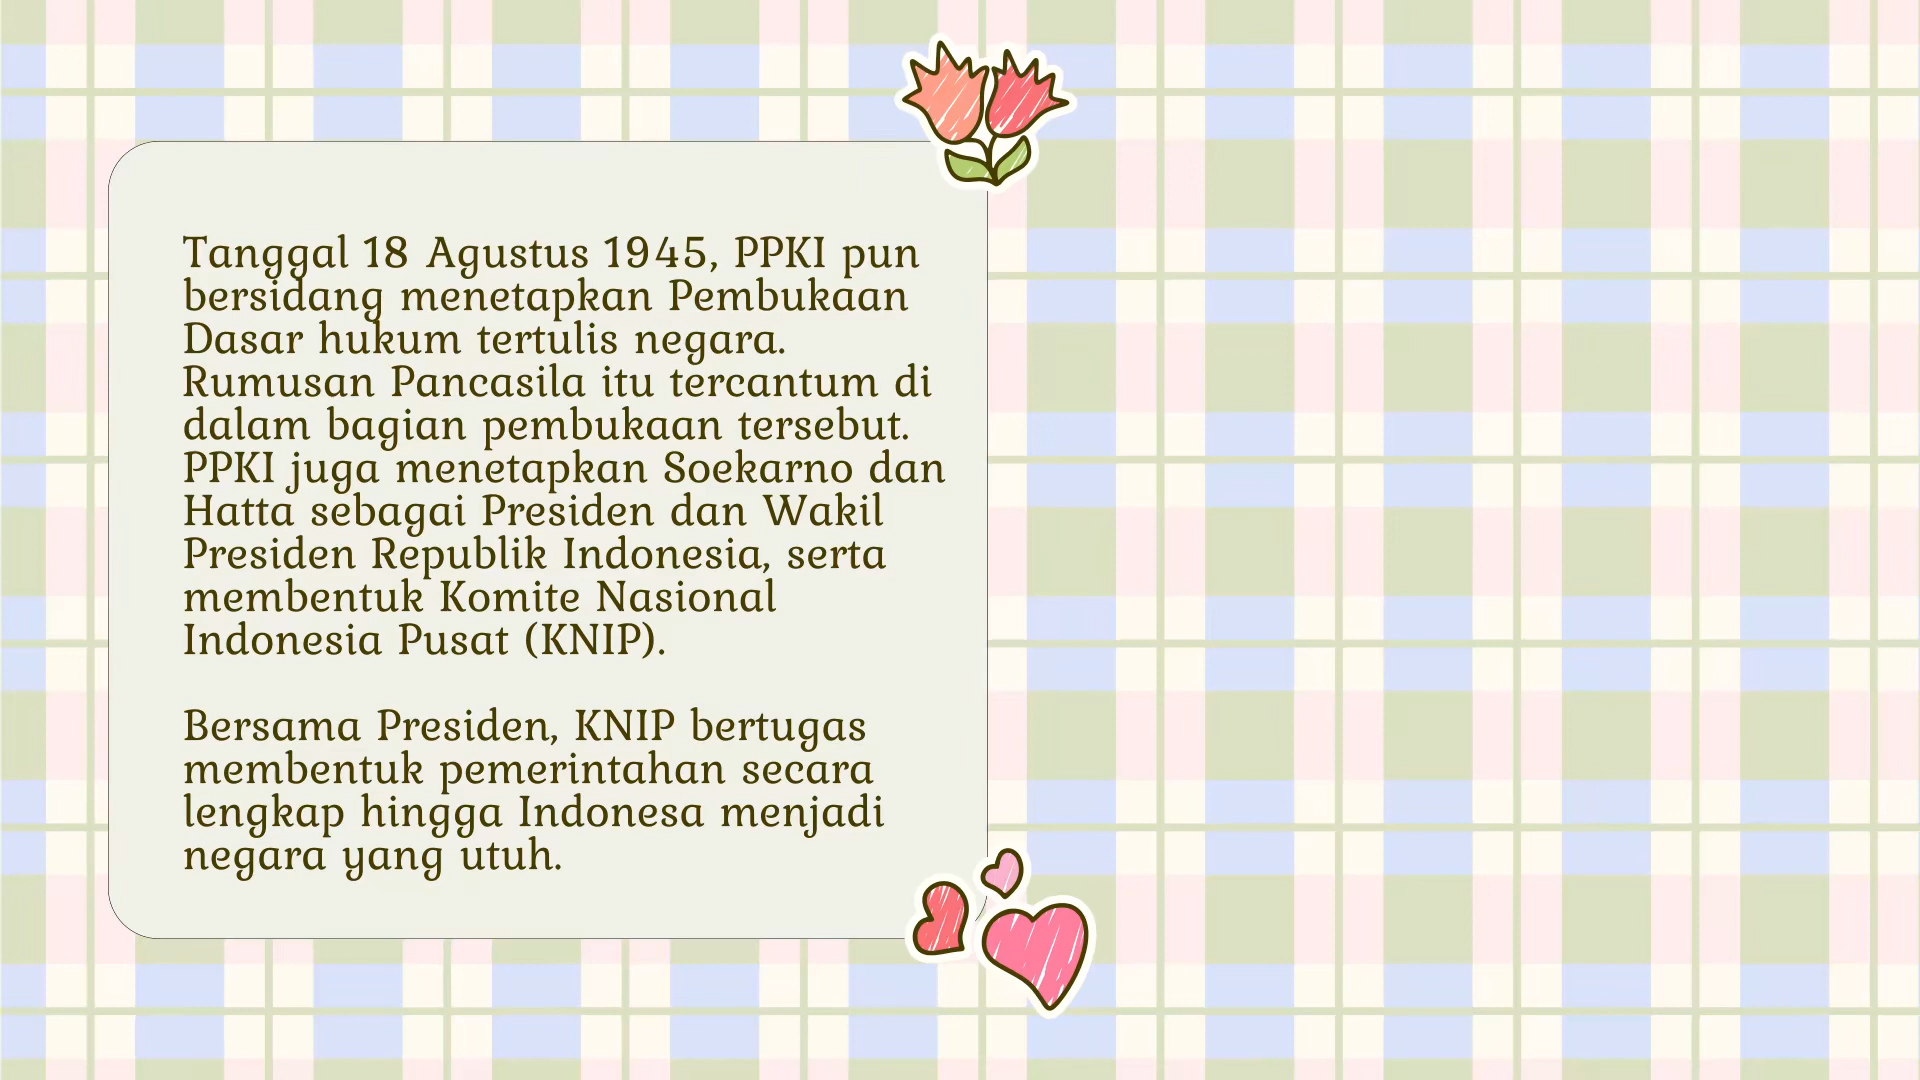 Tanggal 18 Agustus 1945, PPKI pun
bersidang menetapkan Pembukaan
Dasar hukum tertulis negara.
Rumusan Pancasila itu tercantum di
dalam bagian pembukaan tersebut.
PPKI juga menetapkan Soekarno dan
Hatta sebagai Presiden dan Wakil
Presiden Republik Indonesia, serta
membentuk Komite Nasional
Indonesia Pusat (KNIP).
Bersama Presiden, KNIP bertugas
membentuk pemerintahan secara
lengkap hingga Indonesa menjadi
negara yang utuh.